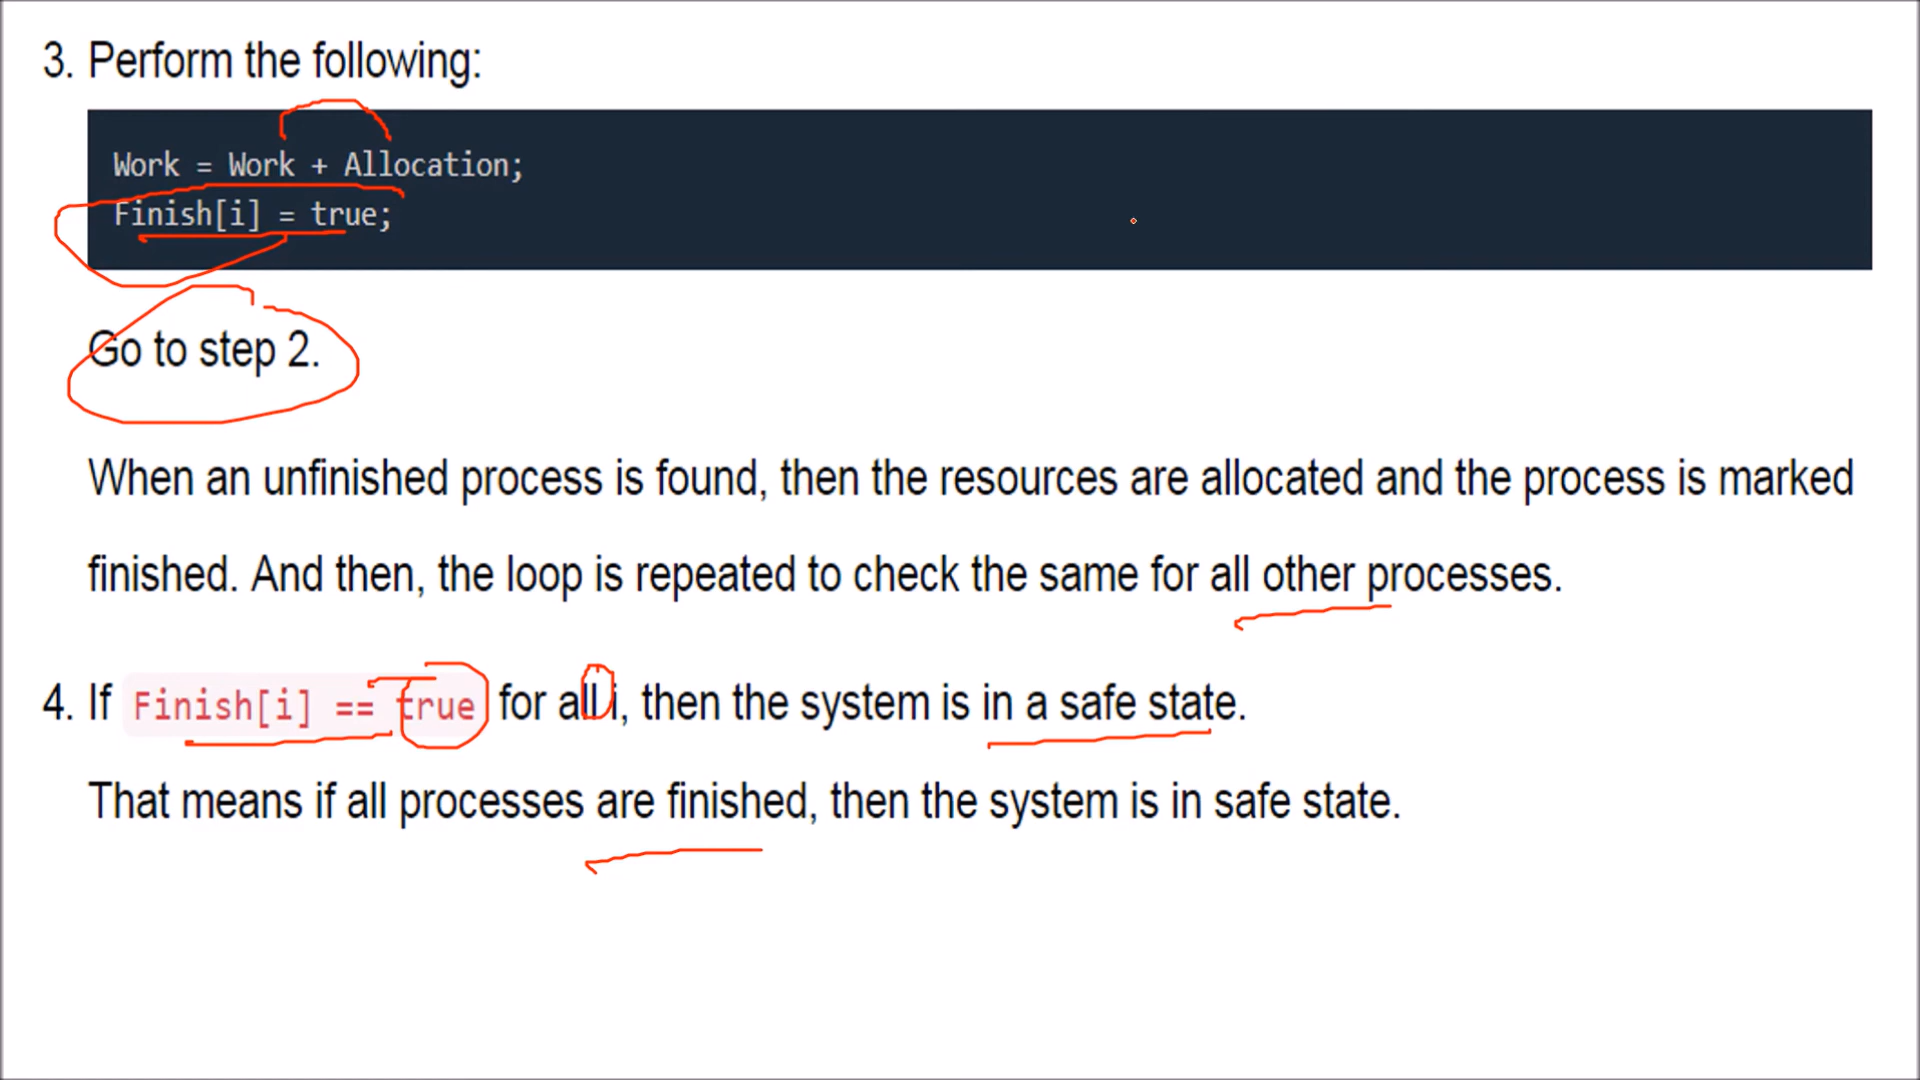 3. Perform the following:
Work = Work + Allocation;
Finish[i] = true;
Go to step 2.
When an unfinished process is found, then the resources are allocated and the process is marked
finished. And then, the loop is repeated to check the same for all other processes.
4. If Finish[i] == true for all i, then the system is in a safe state.
That means if all processes are finished, then the system is in safe state.